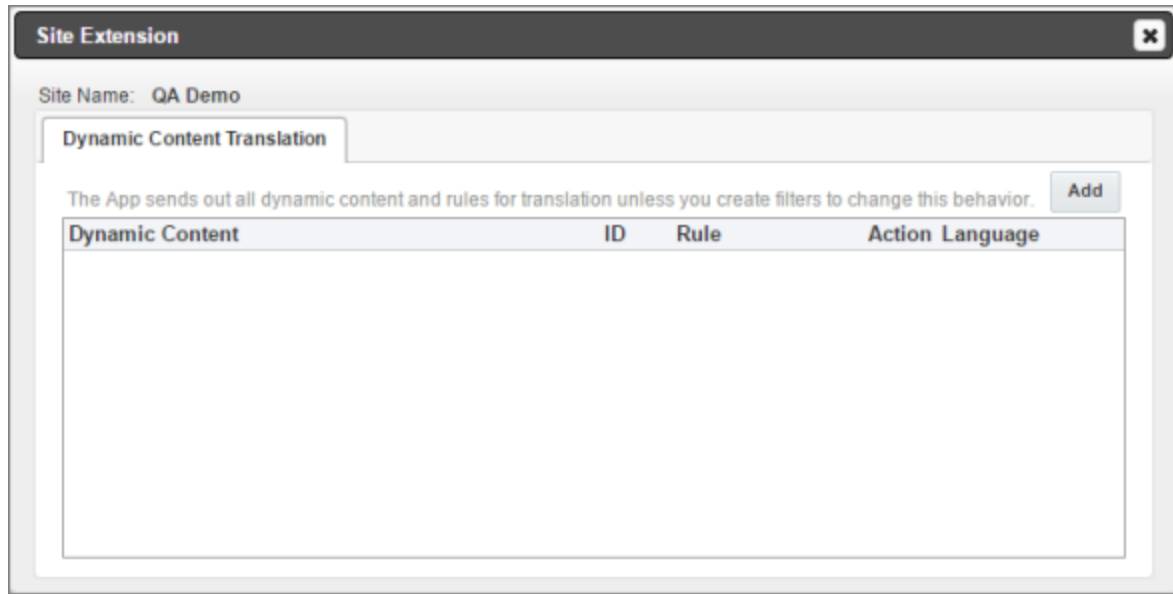 Site Extension
Site Name: QA Demo
Dynamic Content Translation
The App sends out all dynamic content and rules for translation unless you create filters to change this behavior. Add
Dynamic Content ID Rule Action Language